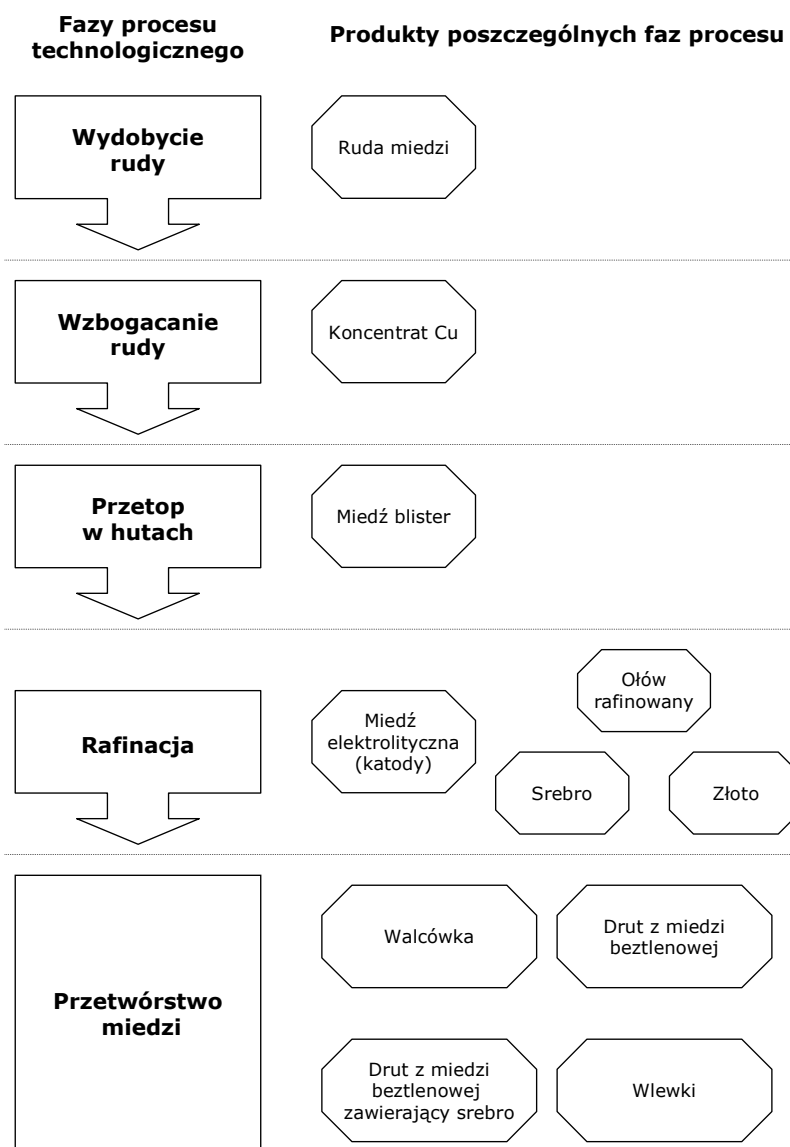 Fazy procesu
technologicznego
Produkty poszczególnych faz procesu
Wydobycie
rudy
Ruda miedzi
Wzbogacanie
rudy
Koncentrat Cu
Przetop
w hutach
Miedź blister
Rafinacja
Miedź
elektrolityczna
(katody)
Ołów
rafinowany
Srebro
Złoto
Przetwórstwo
miedzi
Walcówka
Drut z miedzi
beztlenowej
Drut z miedzi
beztlenowej
zawierający srebro
Wlewki